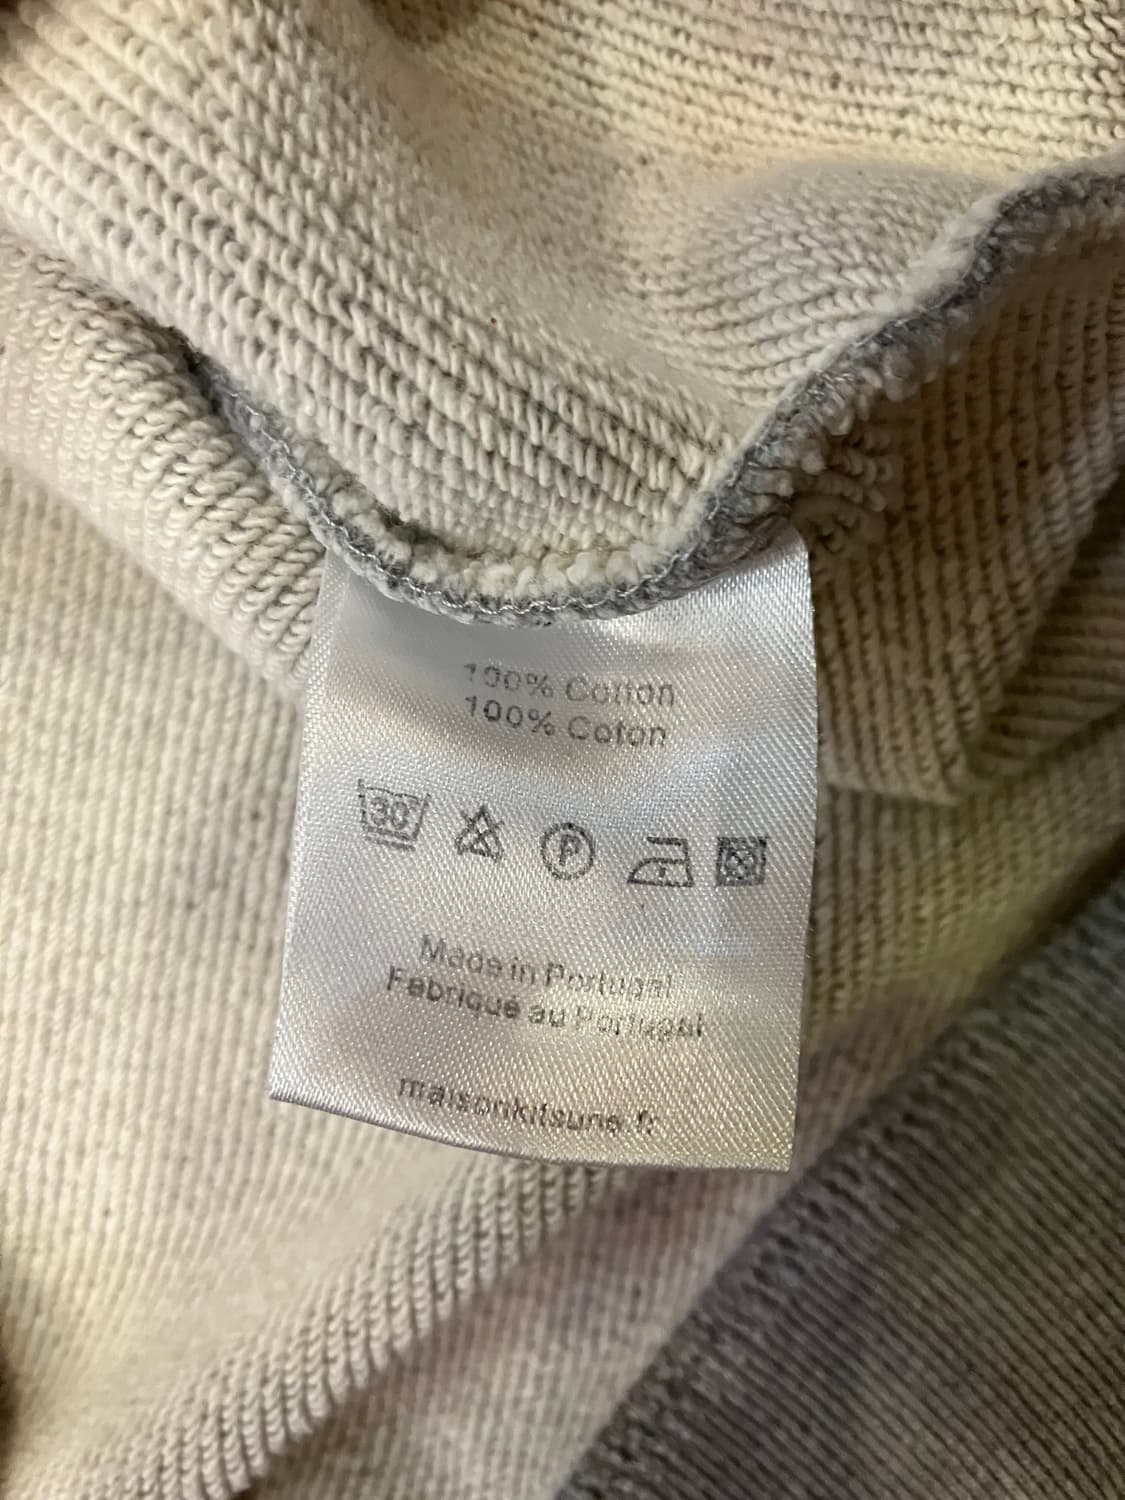 100% Cotton
100% Coton
30 P
Made in Portugal
Fabriqué au Portugal
maisonkitsune.fr